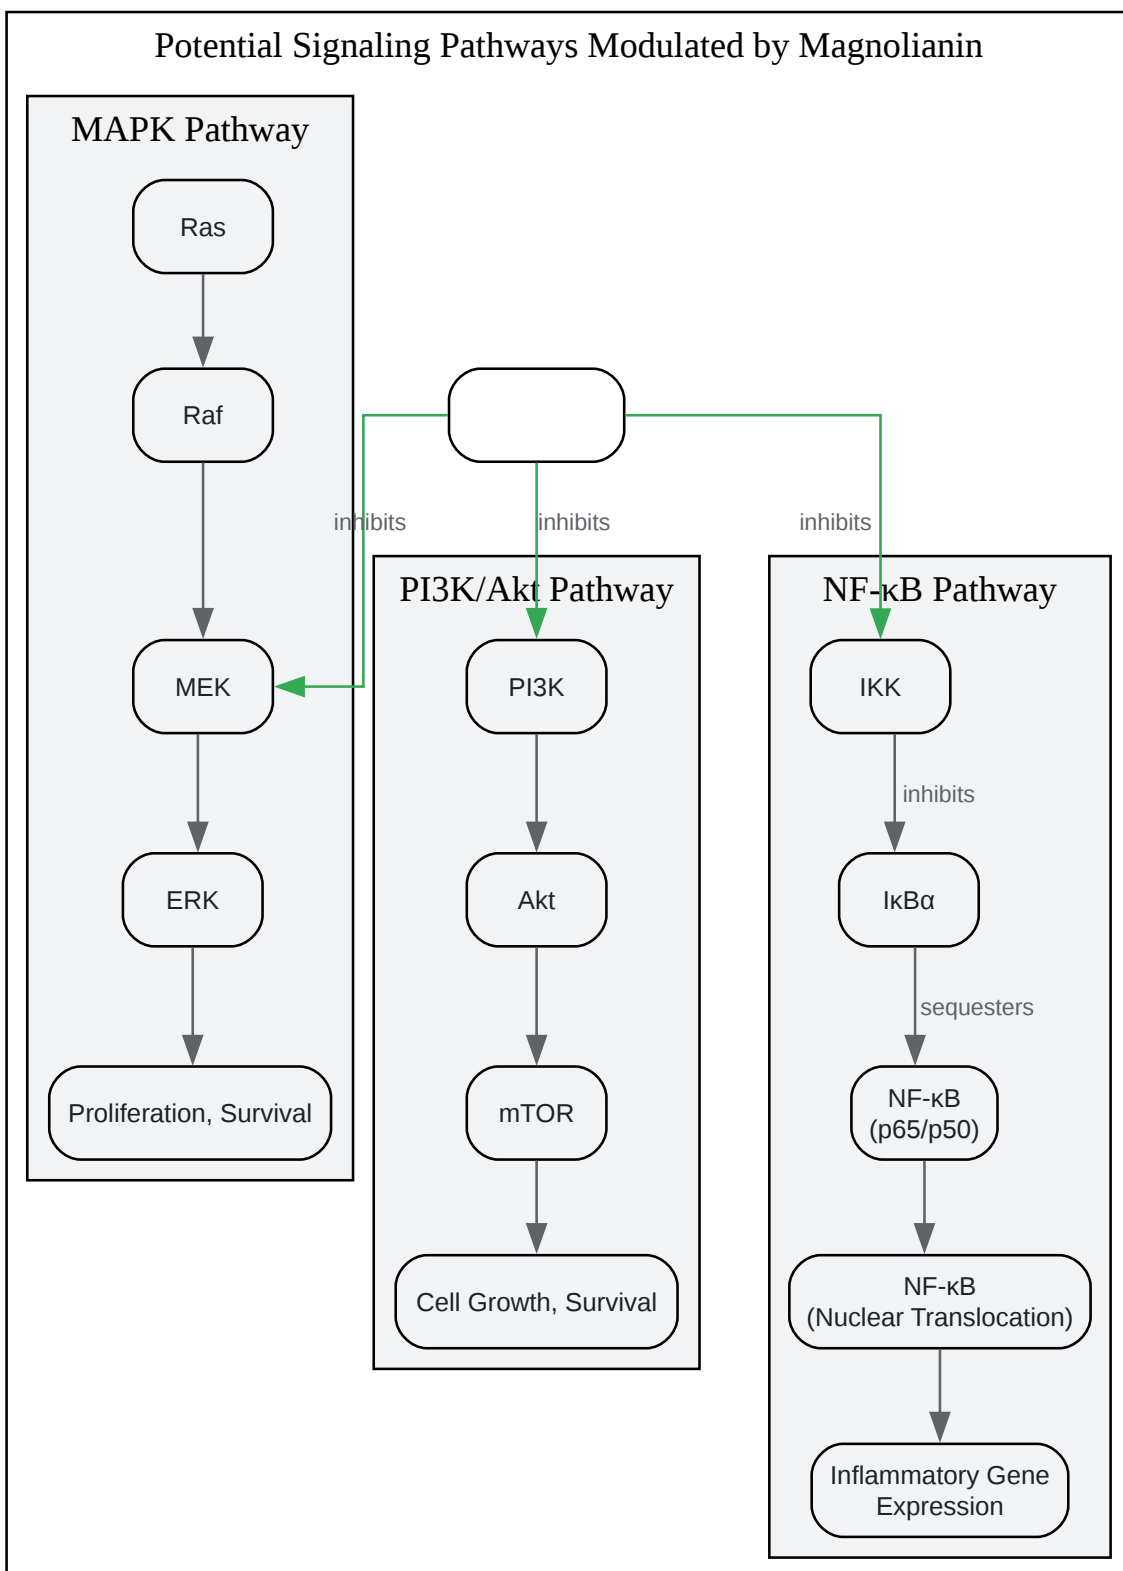 Potential Signaling Pathways Modulated by Magnolianin
MAPK Pathway
Ras
Raf
inhibits
inhibits
inhibits
PI3K/Akt Pathway
NF-κB Pathway
MEK
PI3K
IKK
inhibits
ERK
Akt
IκBα
sequesters
Proliferation, Survival
mTOR
NF-κB
(p65/p50)
Cell Growth, Survival
NF-κB
(Nuclear Translocation)
Inflammatory Gene
Expression